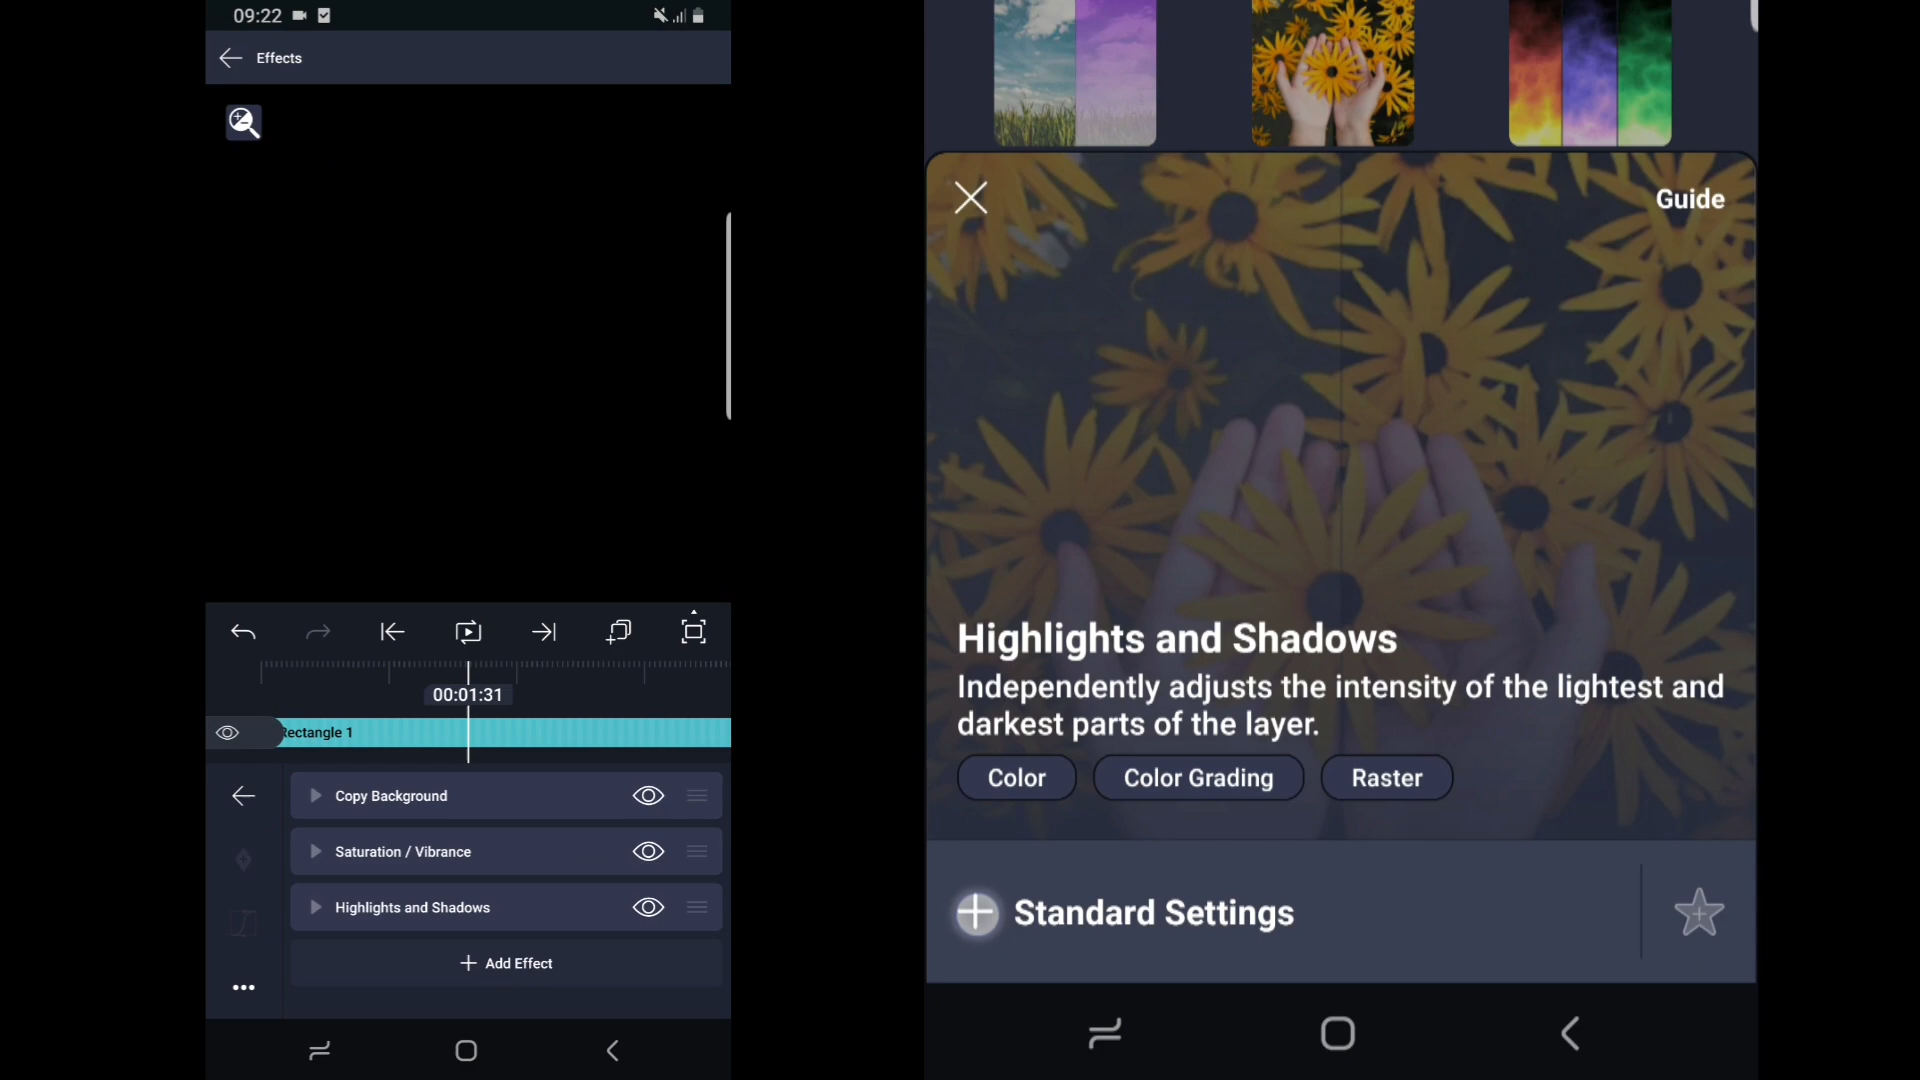 09:22
Effects
00:01:31
Rectangle 1
Copy Background
Saturation / Vibrance
Highlights and Shadows
Add Effect
Guide
Highlights and Shadows
Independently adjusts the intensity of the lightest and
darkest parts of the layer.
Color Color Grading Raster
Standard Settings